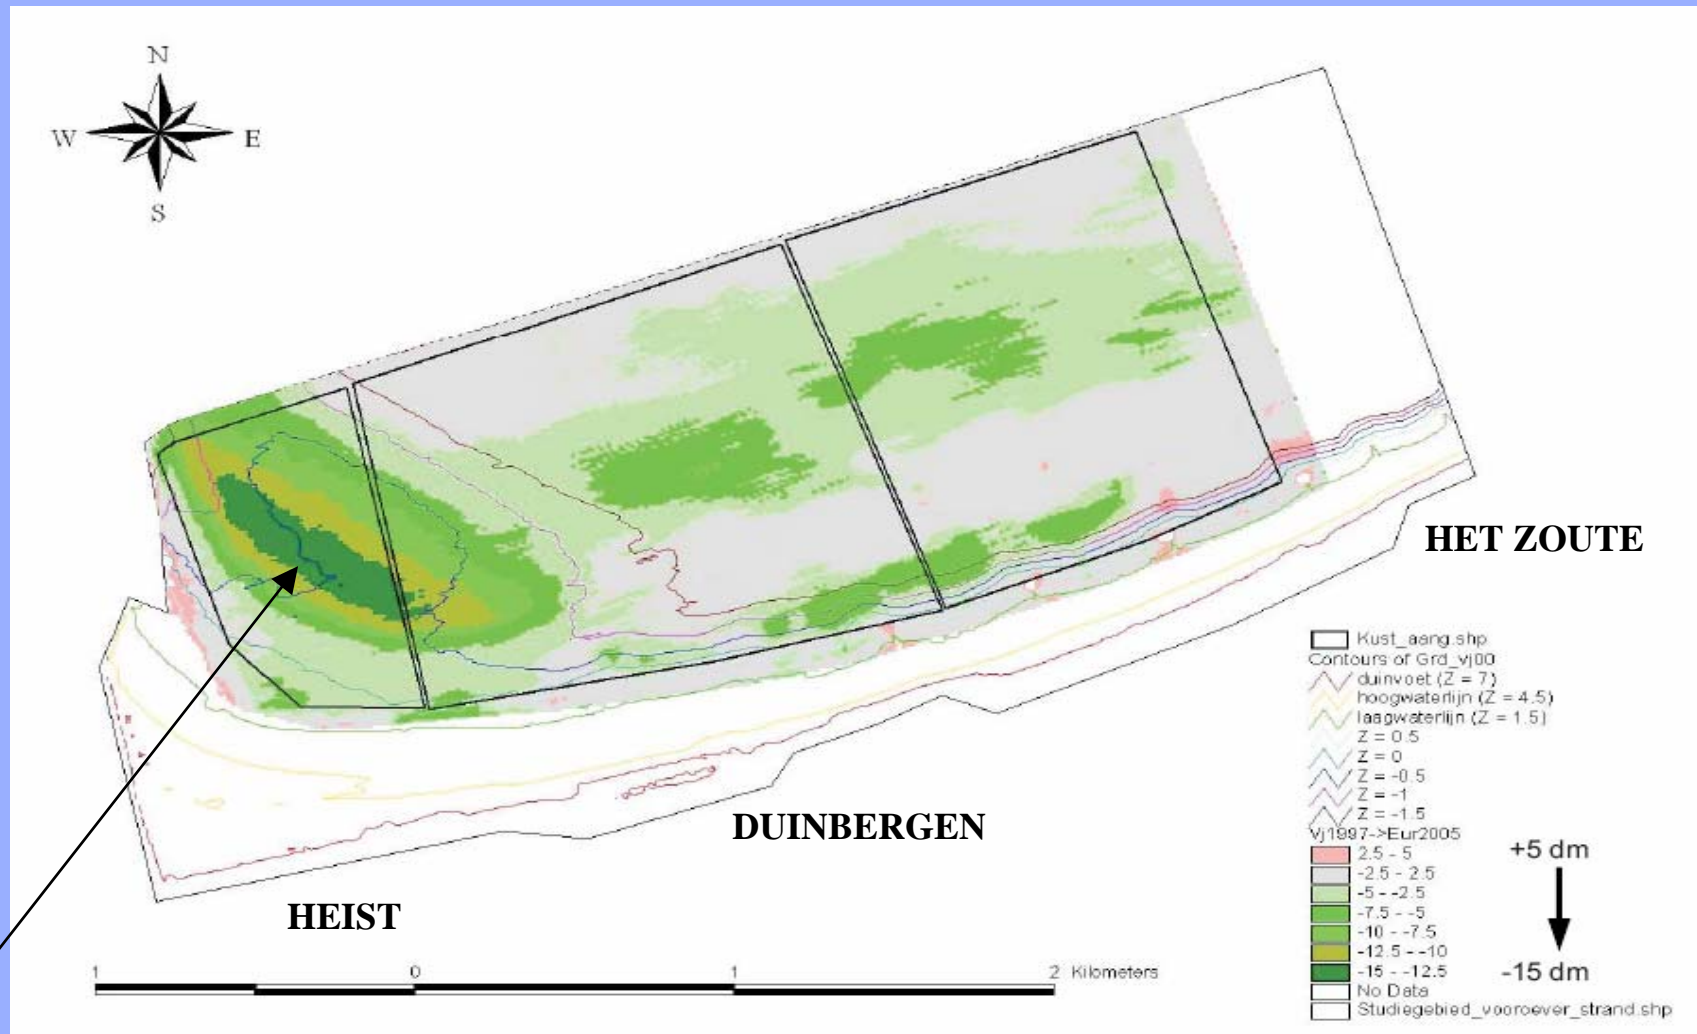 N
W E
S
HET ZOUTE
DUINBERGEN
HEIST
Kust_aang.shp
Contours of Grd_vj00
duinvoet (Z = 7)
hoogwaterlijn (Z = 4.5)
laagwaterlijn (Z = 1.5)
Z = 0.5
Z = 0
Z = -0.5
Z = -1
Z = -1.5
Vj1997->Eur2005
2.5 - 5
-2.5 - 2.5
-5 - -2.5
-7.5 - -5
-10 - -7.5
-12.5 - -10
-15 - -12.5
No Data
Studiegebied_vooroever_strand.shp
+5 dm
-15 dm
1 0 1 2 Kilometers